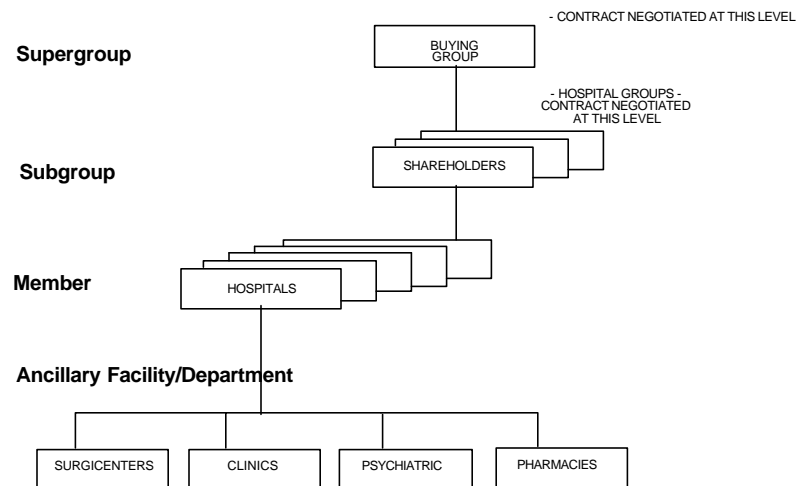 - CONTRACT NEGOTIATED AT THIS LEVEL
Supergroup
BUYING
GROUP
- HOSPITAL GROUPS -
CONTRACT NEGOTIATED
AT THIS LEVEL
Subgroup
SHAREHOLDERS
Member
HOSPITALS
Ancillary Facility/Department
SURGICENTERS
CLINICS
PSYCHIATRIC
PHARMACIES